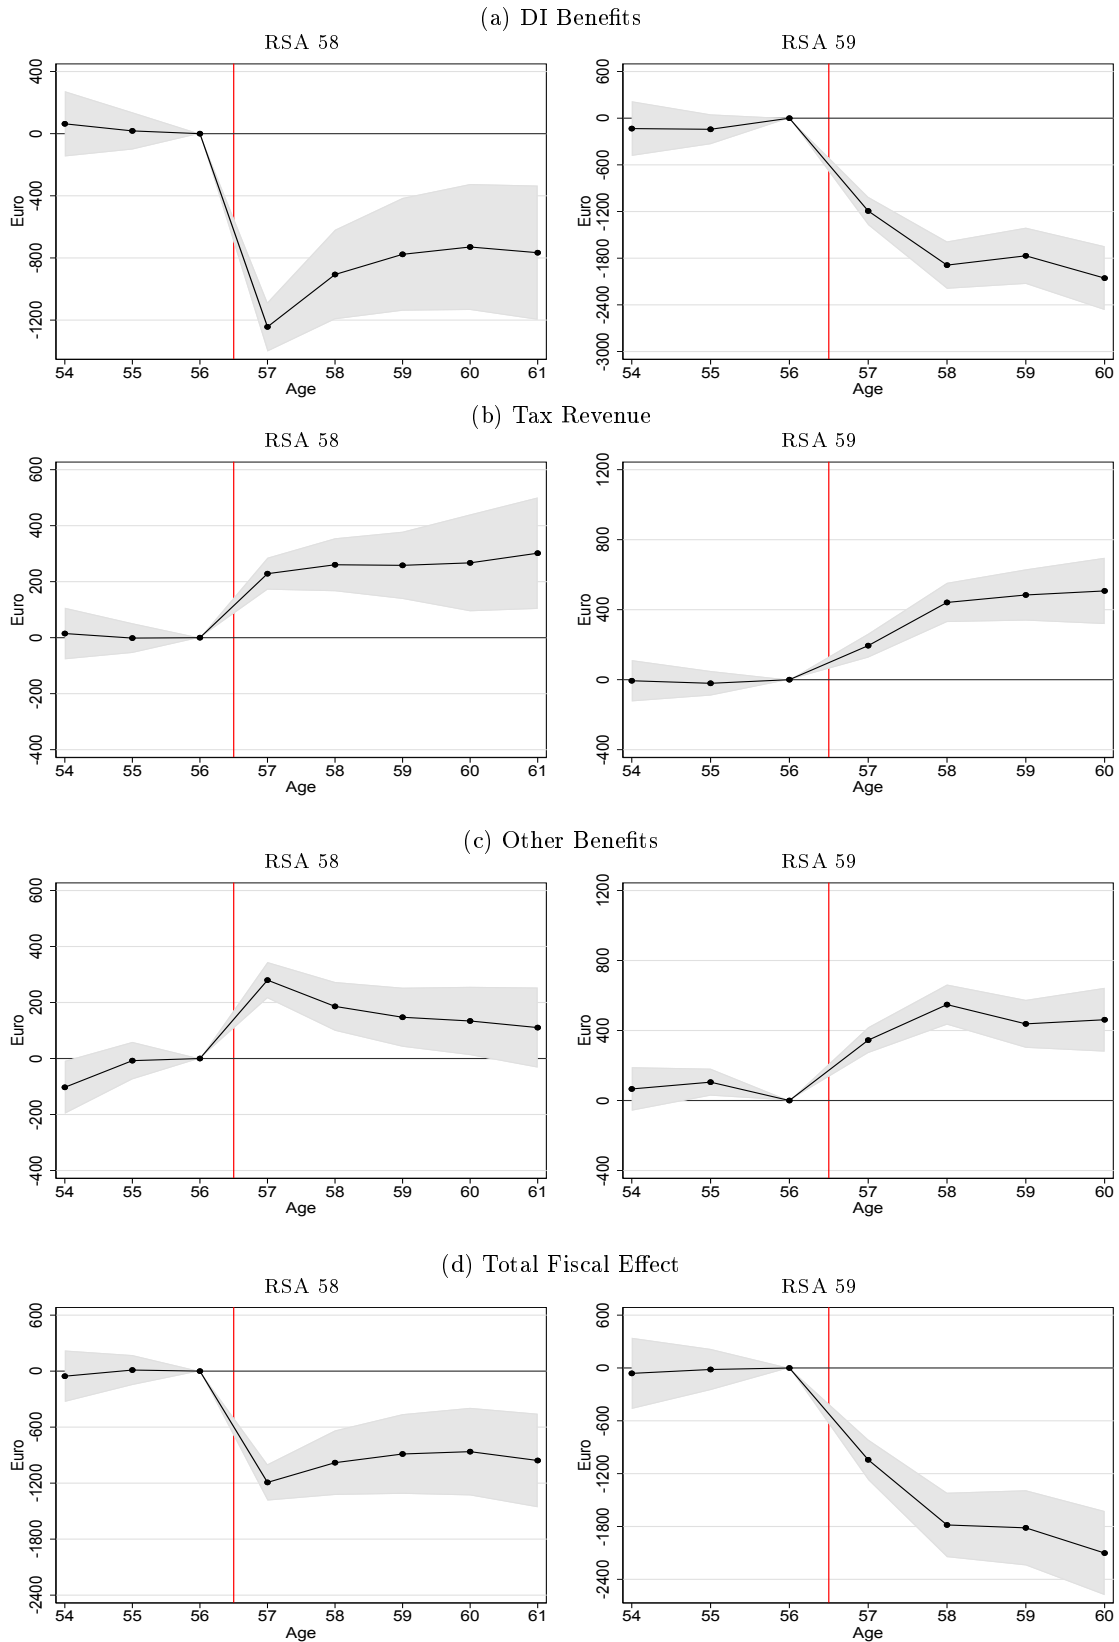 (a) DI Benefits
RSA 58
RSA 59
400
0
-400
-800
-1200
Euro
54 55 56 57 58 59 60 61
Age
600
0
-600
-1200
-1800
-2400
-3000
Euro
54 55 56 57 58 59 60
Age
(b) Tax Revenue
RSA 58
RSA 59
600
400
200
0
-200
-400
Euro
54 55 56 57 58 59 60 61
Age
1200
800
400
0
-400
Euro
54 55 56 57 58 59 60
Age
(c) Other Benefits
RSA 58
RSA 59
600
400
200
0
-200
-400
Euro
54 55 56 57 58 59 60 61
Age
1200
800
400
0
-400
Euro
54 55 56 57 58 59 60
Age
(d) Total Fiscal Effect
RSA 58
RSA 59
600
0
-600
-1200
-1800
-2400
Euro
54 55 56 57 58 59 60 61
Age
600
0
-600
-1200
-1800
-2400
Euro
54 55 56 57 58 59 60
Age